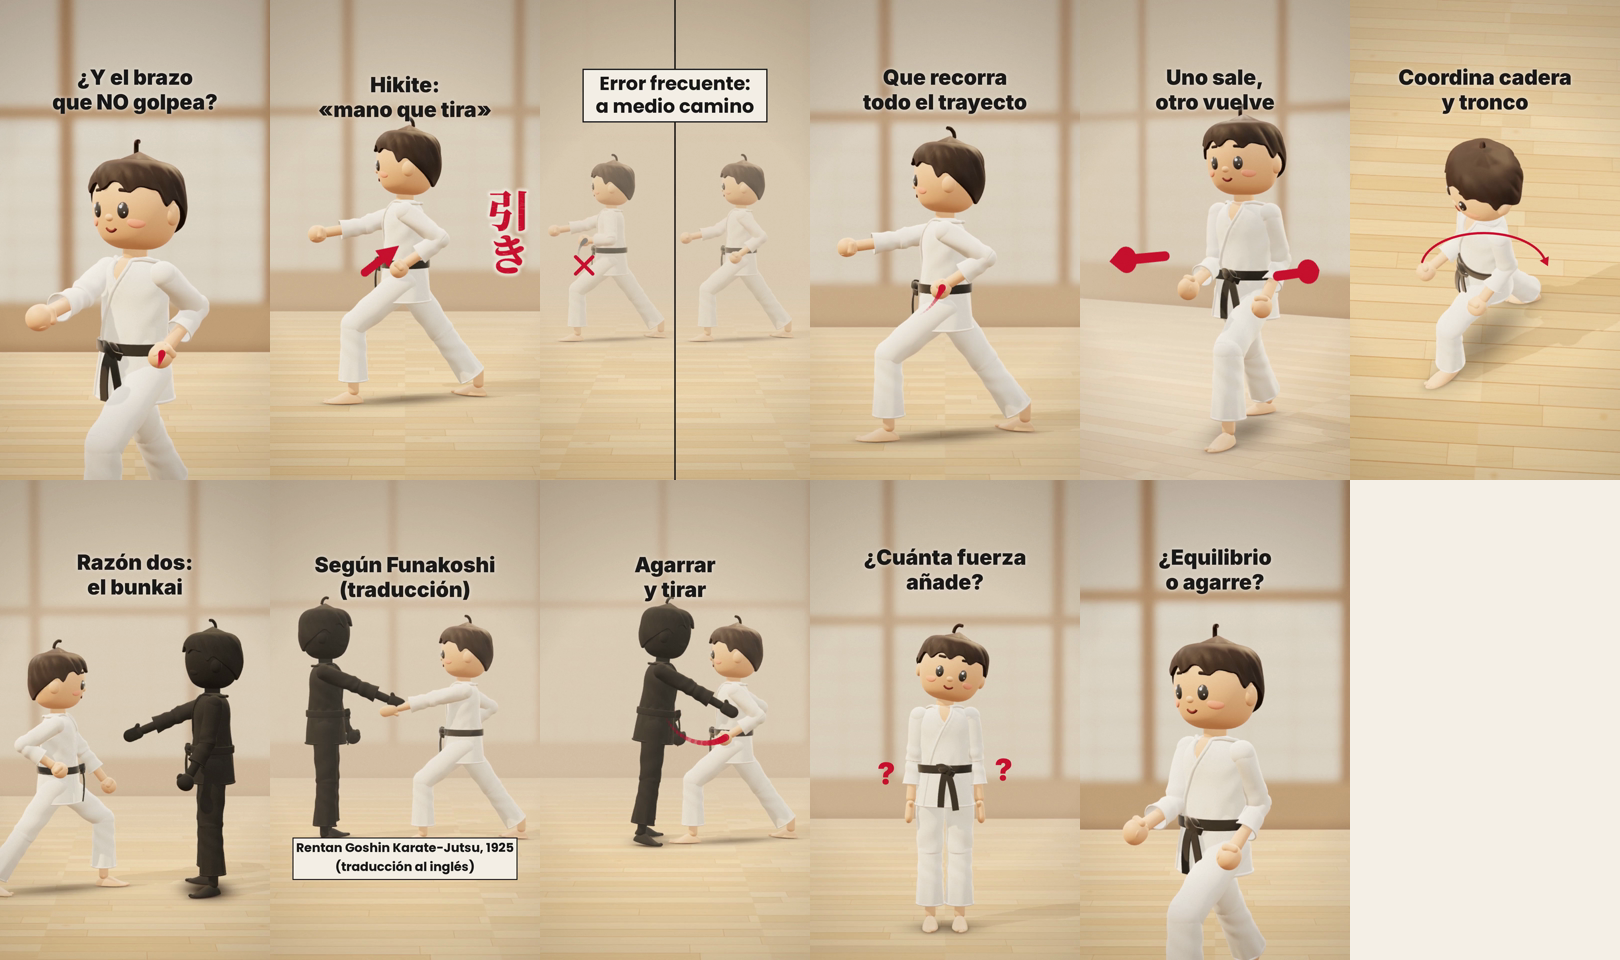 ¿Y el brazo
que NO golpea?
Hikite:
«mano que tira»
引き
Error frecuente:
a medio camino
Que recorra
todo el trayecto
Uno sale,
otro vuelve
Coordina cadera
y tronco
Razón dos:
el bunkai
Según Funakoshi
(traducción)
Rentan Goshin Karate-Jutsu, 1925
(traducción al inglés)
Agarrar
y tirar
¿Cuánta fuerza
añade?
?
?
¿Equilibrio
o agarre?